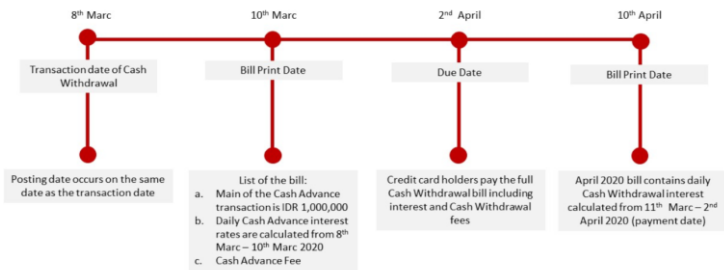 8th Marc
10th Marc
2nd April
10th April
Transaction date of Cash
Withdrawal
Bill Print Date
Due Date
Bill Print Date
Posting date occurs on the same
date as the transaction date
List of the bill:
a. Main of the Cash Advance
transaction is IDR 1,000,000
b. Daily Cash Advance interest
rates are calculated from 8th
Marc – 10th Marc 2020
c. Cash Advance Fee
Credit card holders pay the full
Cash Withdrawal bill including
interest and Cash Withdrawal
fees
April 2020 bill contains daily
Cash Withdrawal interest
calculated from 11th Marc – 2nd
April 2020 (payment date)